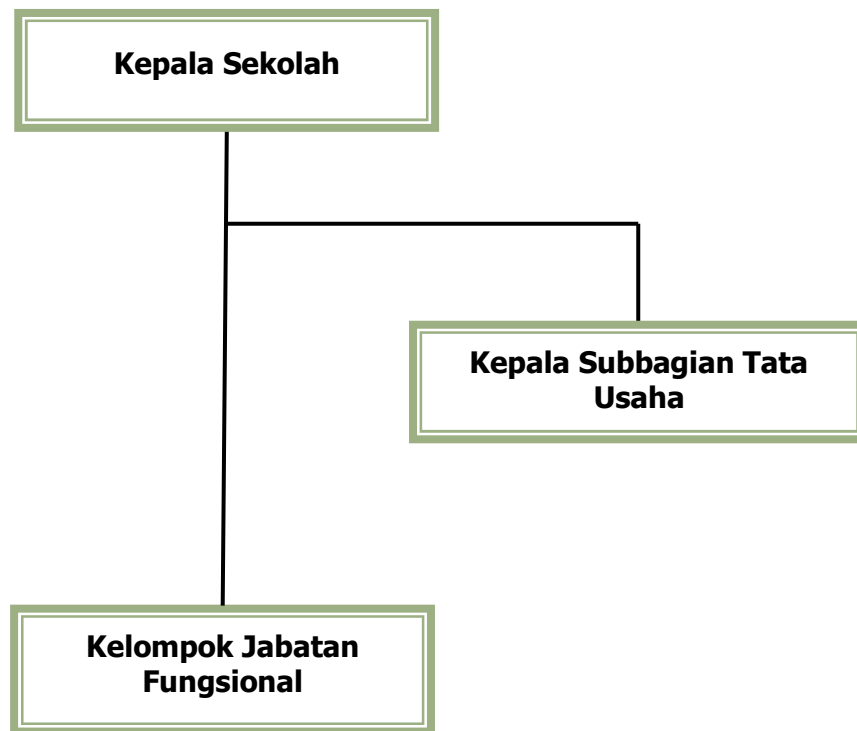 Kepala Sekolah
Kepala Subbagian Tata
Usaha
Kelompok Jabatan
Fungsional